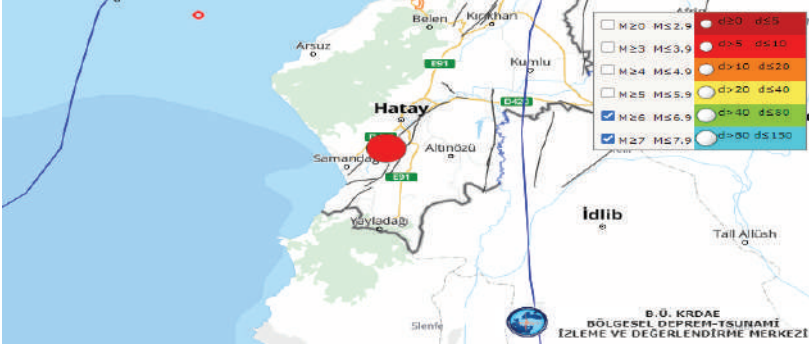 Belen
Kırıkhan
Arsuz
E91
Kumlu
Hatay
D420
Altınözü
Samandağ
E91
Yayladağı
İdlib
Tall Allūsh
Slenfe
M≥0 M≤2.9 d≥0 d≤5
M≥3 M≤3.9 d>5 d≤10
M≥4 M≤4.9 d>10 d≤20
M≥5 M≤5.9 d>20 d≤40
M≥6 M≤6.9 d>40 d≤80
M≥7 M≤7.9 d>80 d≤150
B.Ü. KRDAE
BÖLGESEL DEPREM-TSUNAMİ
İZLEME VE DEĞERLENDİRME MERKEZİ